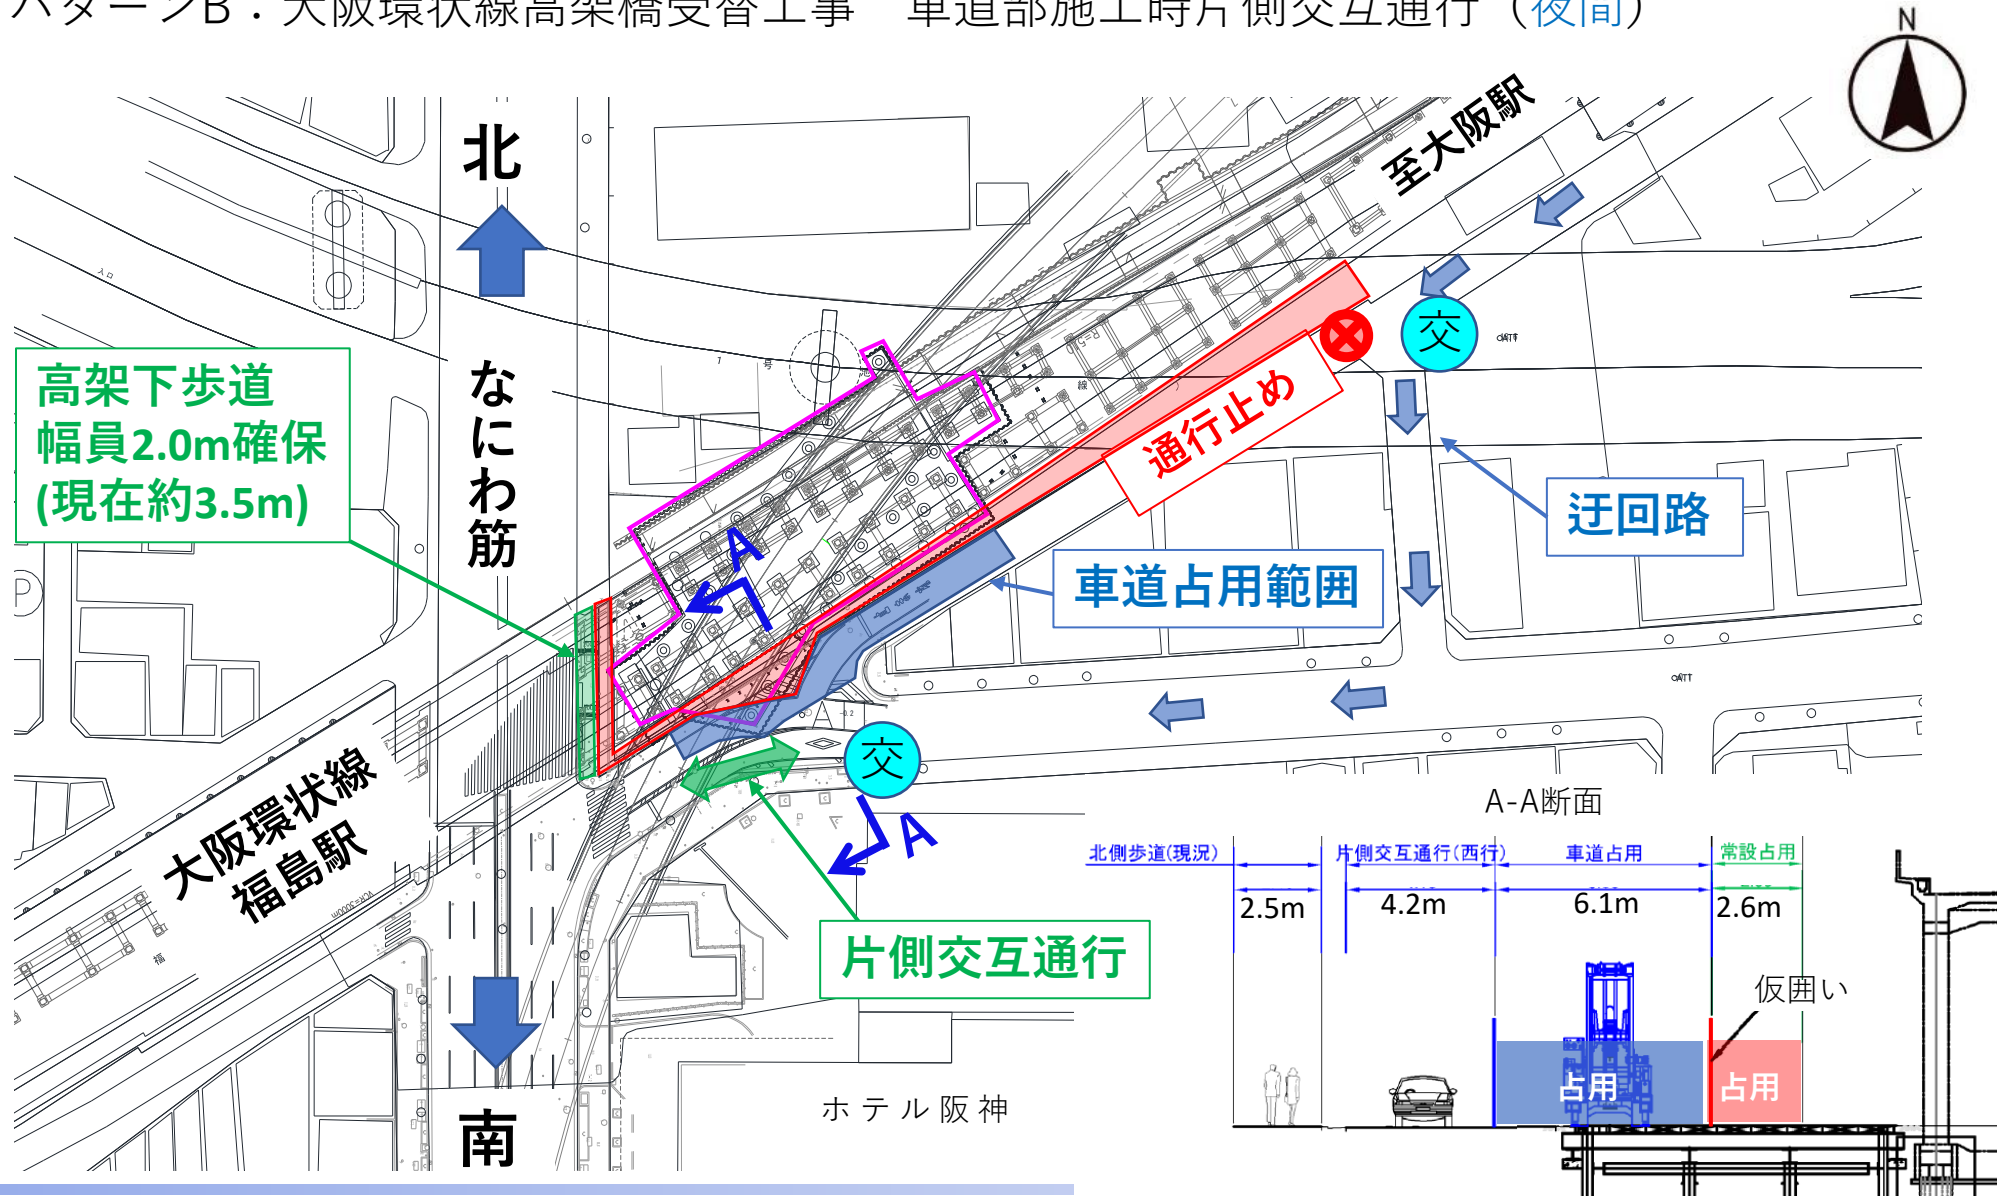 パターンB：大阪環状線高架橋受替工事　車道部施工時片側交互通行（夜間）
N
北
至大阪駅
入口
交
通行止め
高架下歩道
幅員2.0m確保
(現在約3.5m)
なにわ筋
号
線
迂回路
A
車道占用範囲
P
交
A
大阪環状線
福島駅
片側交互通行
福
南
ホテル阪神
A-A断面
北側歩道(現況)
片側交互通行(西行)
車道占用
常設占用
2.5m
4.2m
6.1m
2.6m
仮囲い
占用
占用